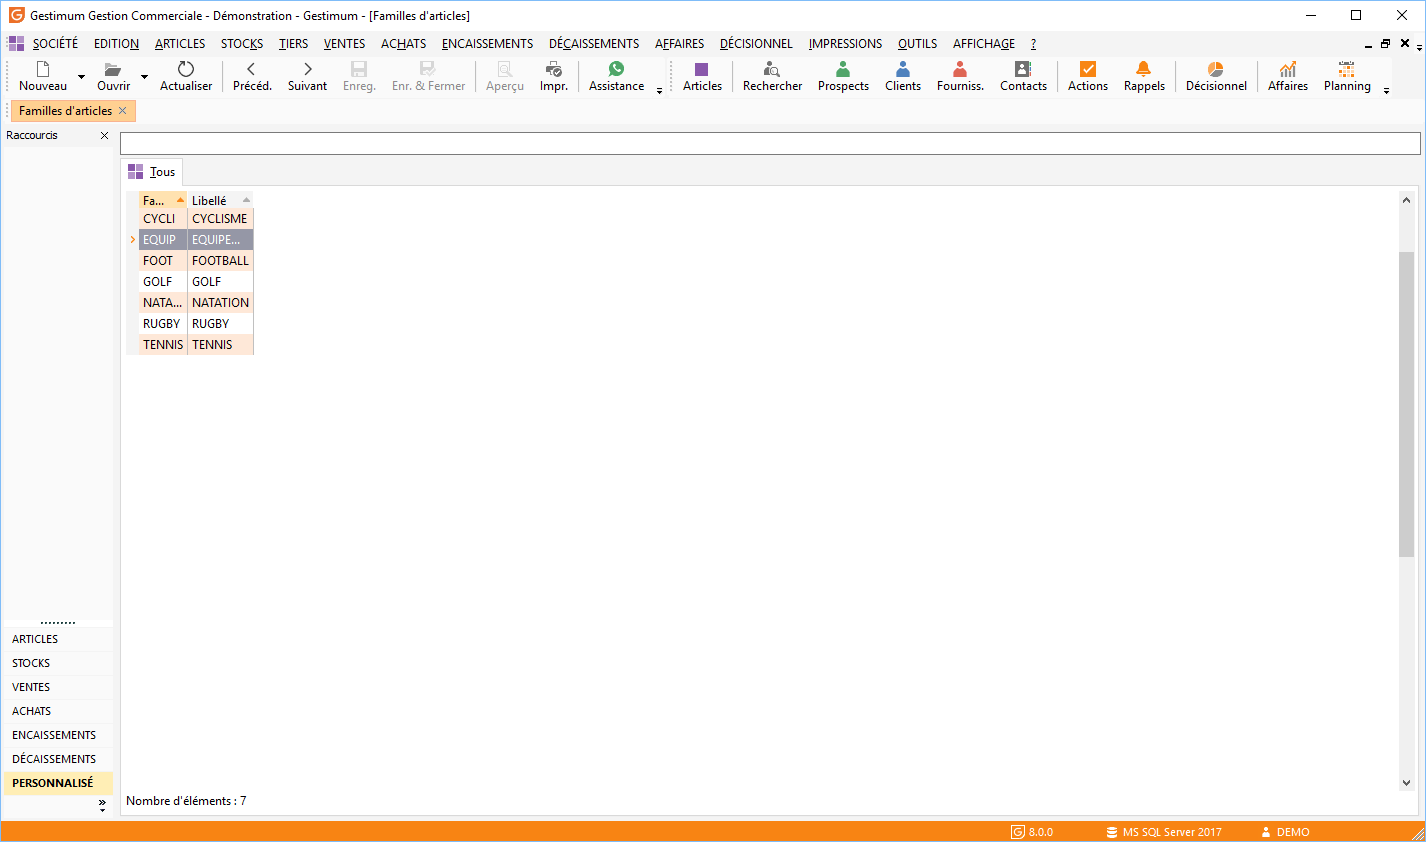 Gestimum Gestion Commerciale - Démonstration - Gestimum - [Familles d'articles]
SOCIÉTÉ EDITION ARTICLES STOCKS TIERS VENTES ACHATS ENCAISSEMENTS DÉCAISSEMENTS AFFAIRES DÉCISIONNEL IMPRESSIONS OUTILS AFFICHAGE ?
Nouveau Ouvrir Actualiser Précéd. Suivant Enreg. Enr. & Fermer Aperçu Impr. Assistance Articles Rechercher Prospects Clients Fourniss. Contacts Actions Rappels Décisionnel Affaires Planning
Familles d'articles
Raccourcis
Tous
Fa... Libellé
CYCLI CYCLISME
EQUIP EQUIPE...
FOOT FOOTBALL
GOLF GOLF
NATA... NATATION
RUGBY RUGBY
TENNIS TENNIS
ARTICLES
STOCKS
VENTES
ACHATS
ENCAISSEMENTS
DÉCAISSEMENTS
PERSONNALISÉ
Nombre d'éléments : 7
8.0.0 MS SQL Server 2017 DEMO